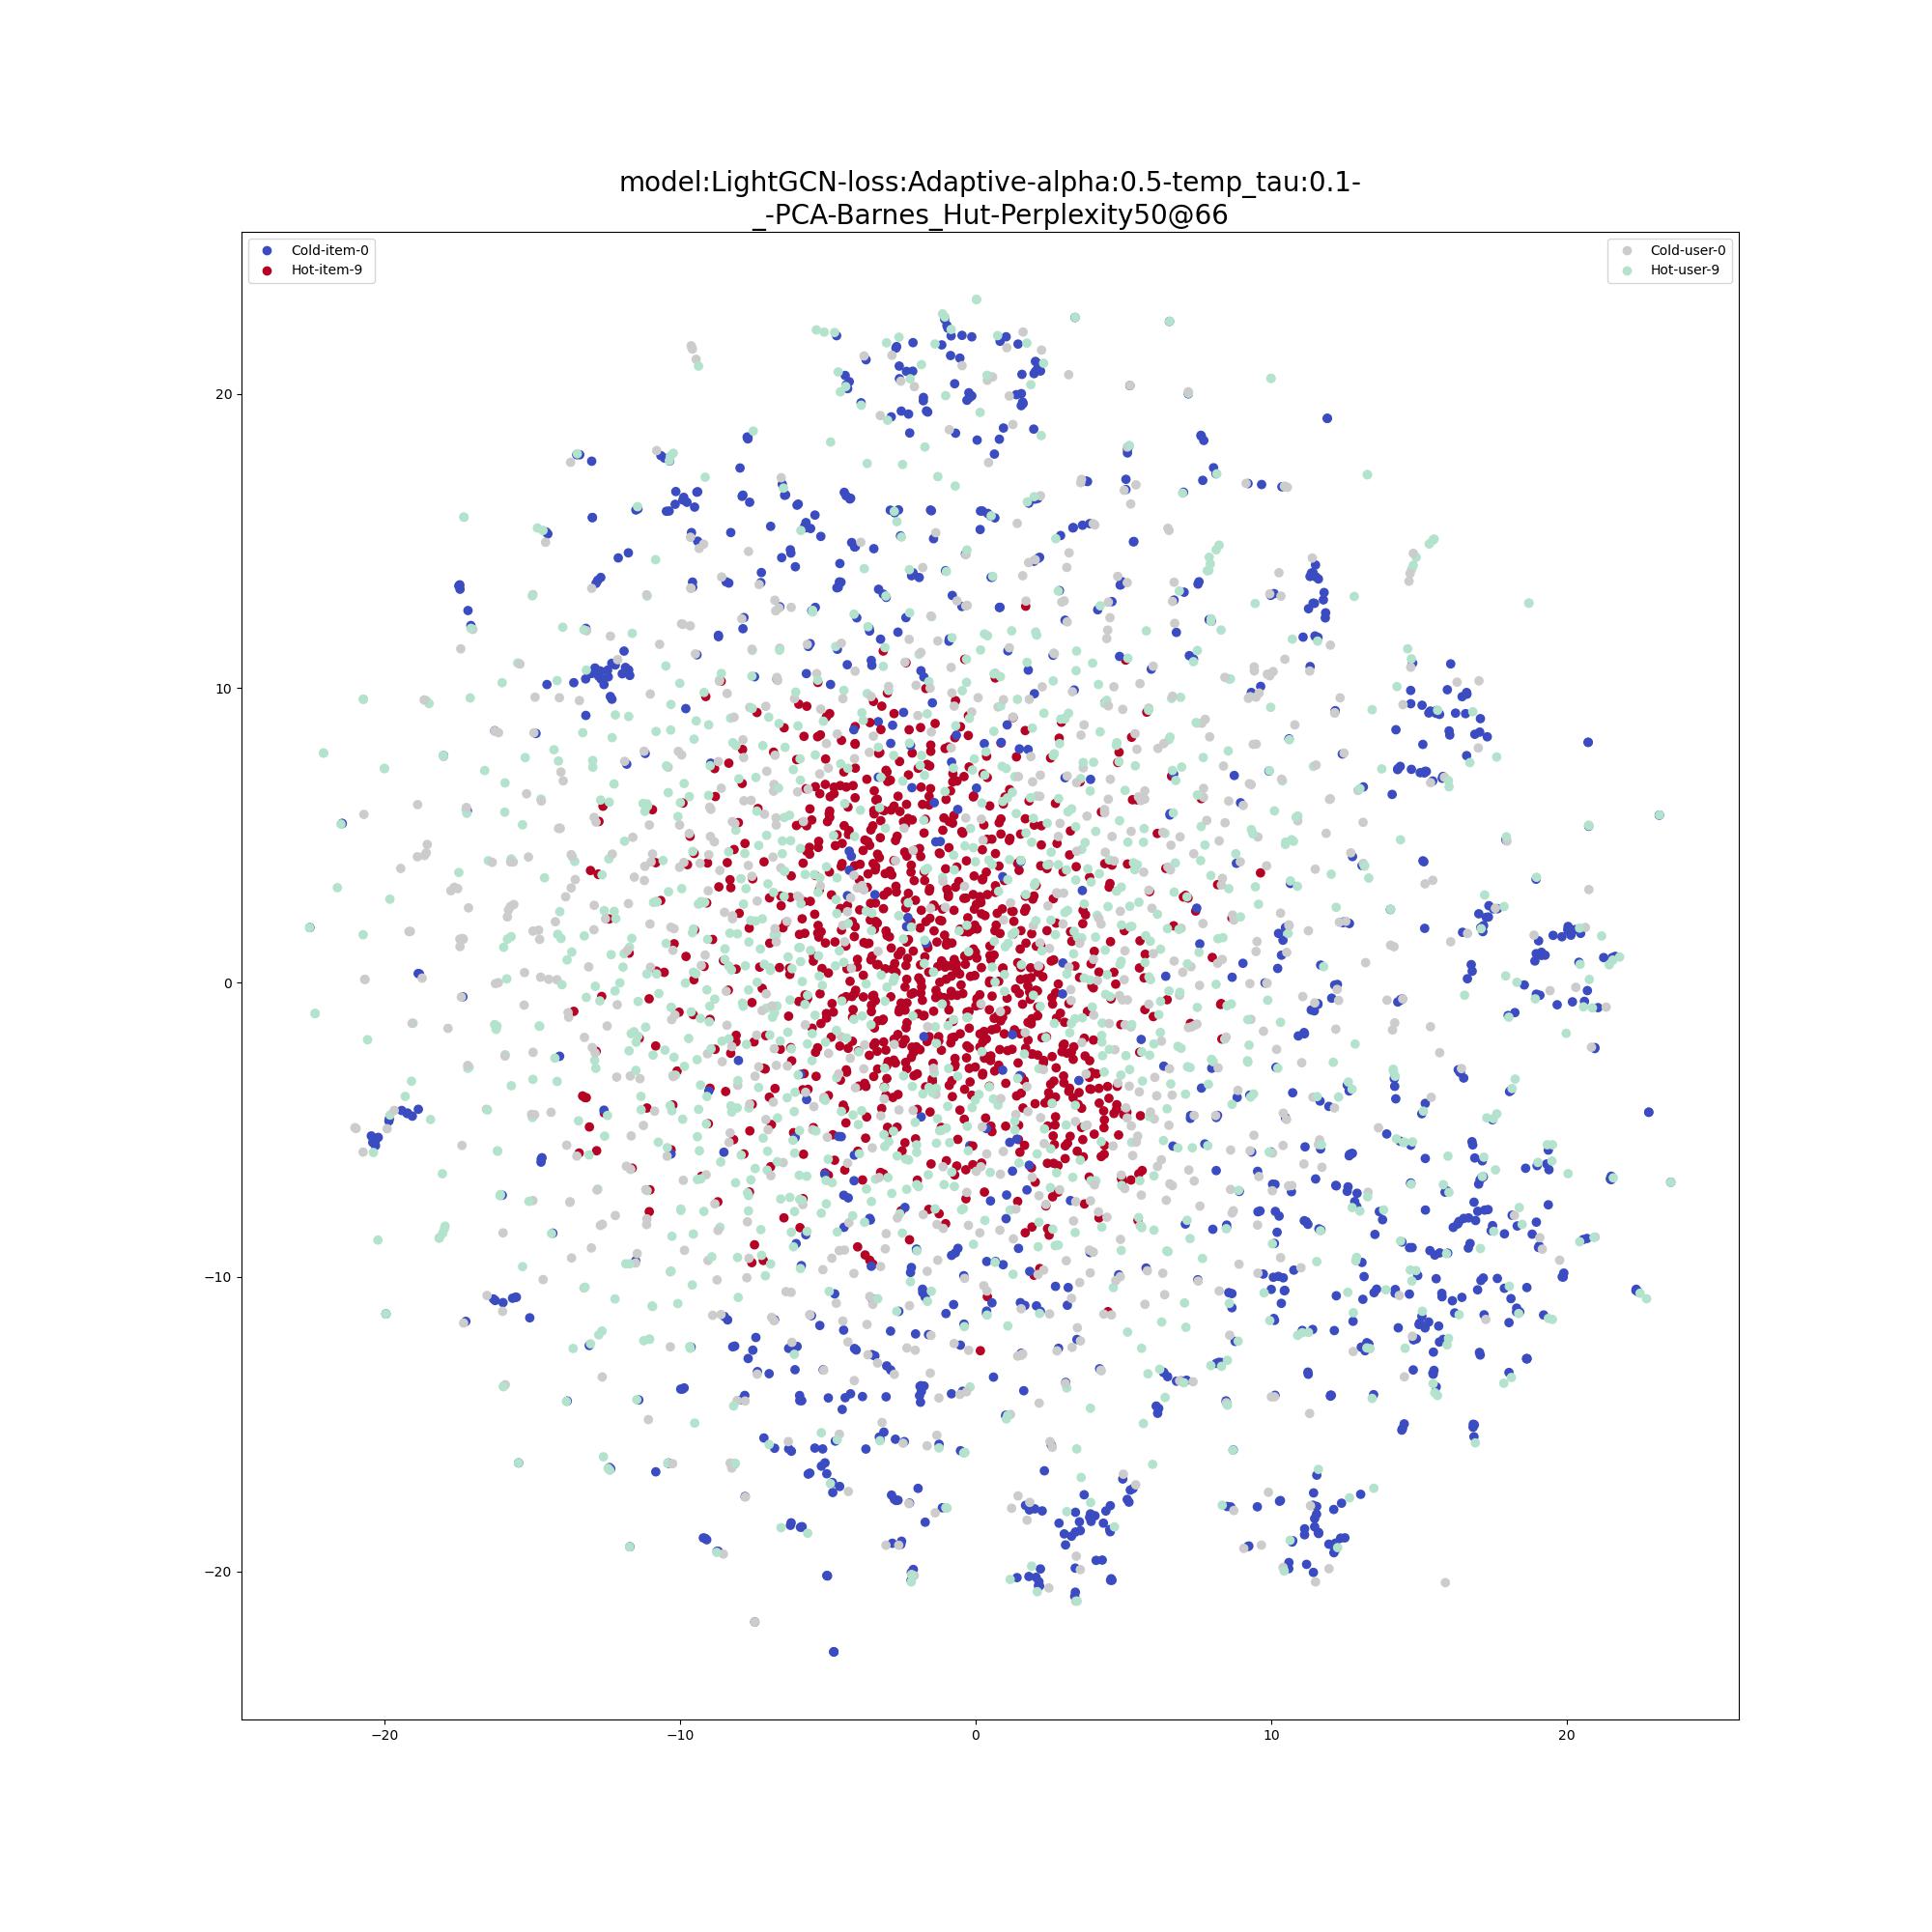 model:LightGCN-loss:Adaptive-alpha:0.5-temp_tau:0.1-
_-PCA-Barnes_Hut-Perplexity50@66
Cold-item-0
Hot-item-9
Cold-user-0
Hot-user-9
20
10
0
−10
−20
−20
−10
0
10
20